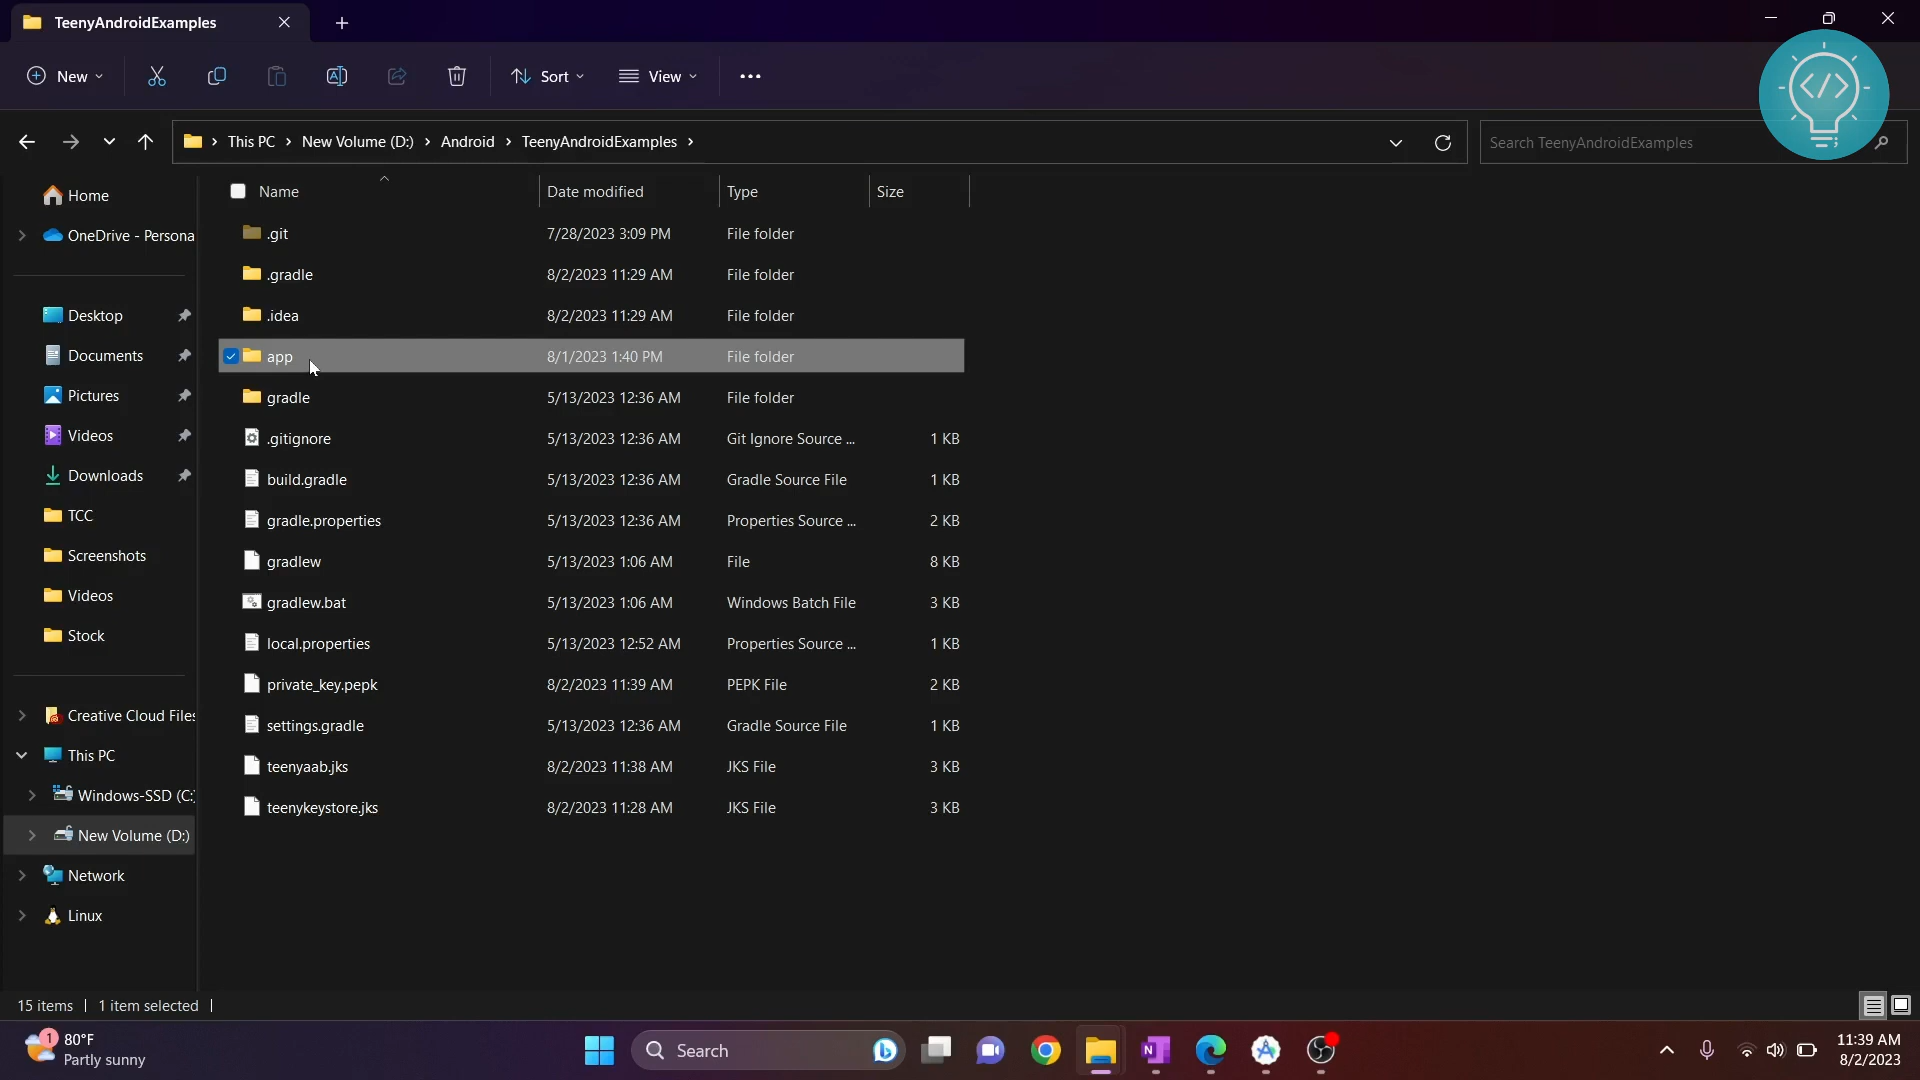 TeenyAndroidExamples
New
Sort
View
This PC
New Volume (D:)
Android
TeenyAndroidExamples
Search TeenyAndroidExamples
Name Date modified Type Size
.git 7/28/2023 3:09 PM File folder
.gradle 8/2/2023 11:29 AM File folder
.idea 8/2/2023 11:29 AM File folder
app 8/1/2023 1:40 PM File folder
gradle 5/13/2023 12:36 AM File folder
.gitignore 5/13/2023 12:36 AM Git Ignore Source ... 1 KB
build.gradle 5/13/2023 12:36 AM Gradle Source File 1 KB
gradle.properties 5/13/2023 12:36 AM Properties Source ... 2 KB
gradlew 5/13/2023 1:06 AM File 8 KB
gradlew.bat 5/13/2023 1:06 AM Windows Batch File 3 KB
local.properties 5/13/2023 12:52 AM Properties Source ... 1 KB
private_key.pepk 8/2/2023 11:39 AM PEPK File 2 KB
settings.gradle 5/13/2023 12:36 AM Gradle Source File 1 KB
teenyaab.jks 8/2/2023 11:38 AM JKS File 3 KB
teenykeystore.jks 8/2/2023 11:28 AM JKS File 3 KB
Home
OneDrive - Persona
Desktop
Documents
Pictures
Videos
Downloads
TCC
Screenshots
Videos
Stock
Creative Cloud Files
This PC
Windows-SSD (C:
New Volume (D:)
Network
Linux
15 items
1 item selected
1
80°F
Partly sunny
Search
11:39 AM
8/2/2023